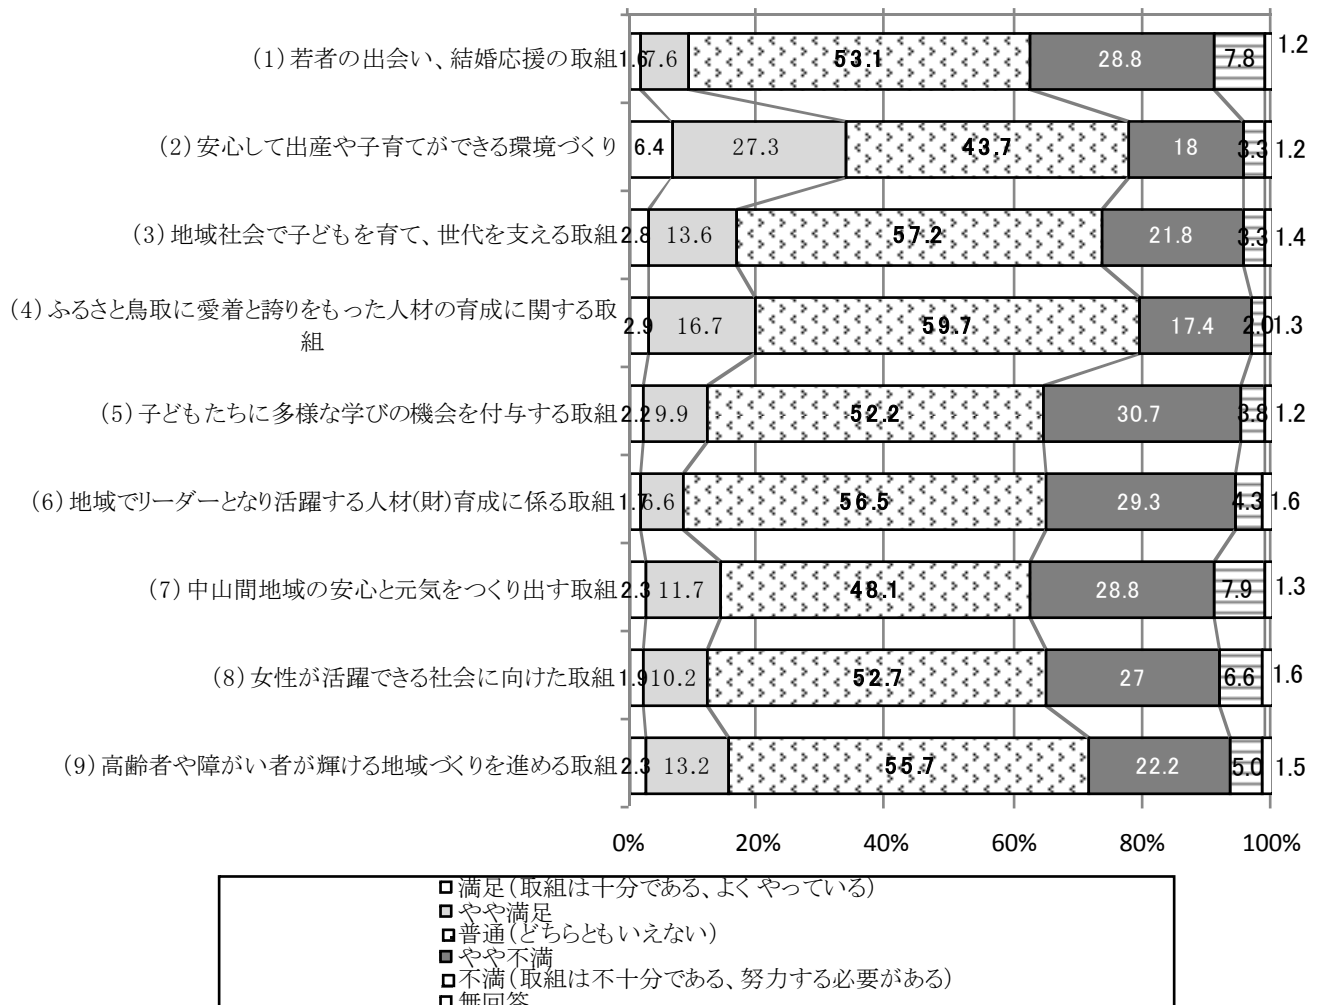 (1)若者の出会い、結婚応援の取組 1.6 7.6 53.1 28.8 7.8 1.2
(2)安心して出産や子育てができる環境づくり 6.4 27.3 43.7 18 3.3 1.2
(3)地域社会で子どもを育て、世代を支える取組 2.8 13.6 57.2 21.8 3.3 1.4
(4)ふるさと鳥取に愛着と誇りをもった人材の育成に関する取
組
2.9 16.7 59.7 17.4 2.0 1.3
(5)子どもたちに多様な学びの機会を付与する取組 2.2 9.9 52.2 30.7 3.8 1.2
(6)地域でリーダーとなり活躍する人材(財)育成に係る取組 1.7 6.6 56.5 29.3 4.3 1.6
(7)中山間地域の安心と元気をつくり出す取組 2.3 11.7 48.1 28.8 7.9 1.3
(8)女性が活躍できる社会に向けた取組 1.9 10.2 52.7 27 6.6 1.6
(9)高齢者や障がい者が輝ける地域づくりを進める取組 2.3 13.2 55.7 22.2 5.0 1.5
0% 20% 40% 60% 80% 100%
満足(取組は十分である、よくやっている)
やや満足
普通(どちらともいえない)
やや不満
不満(取組は不十分である、努力する必要がある)
無回答